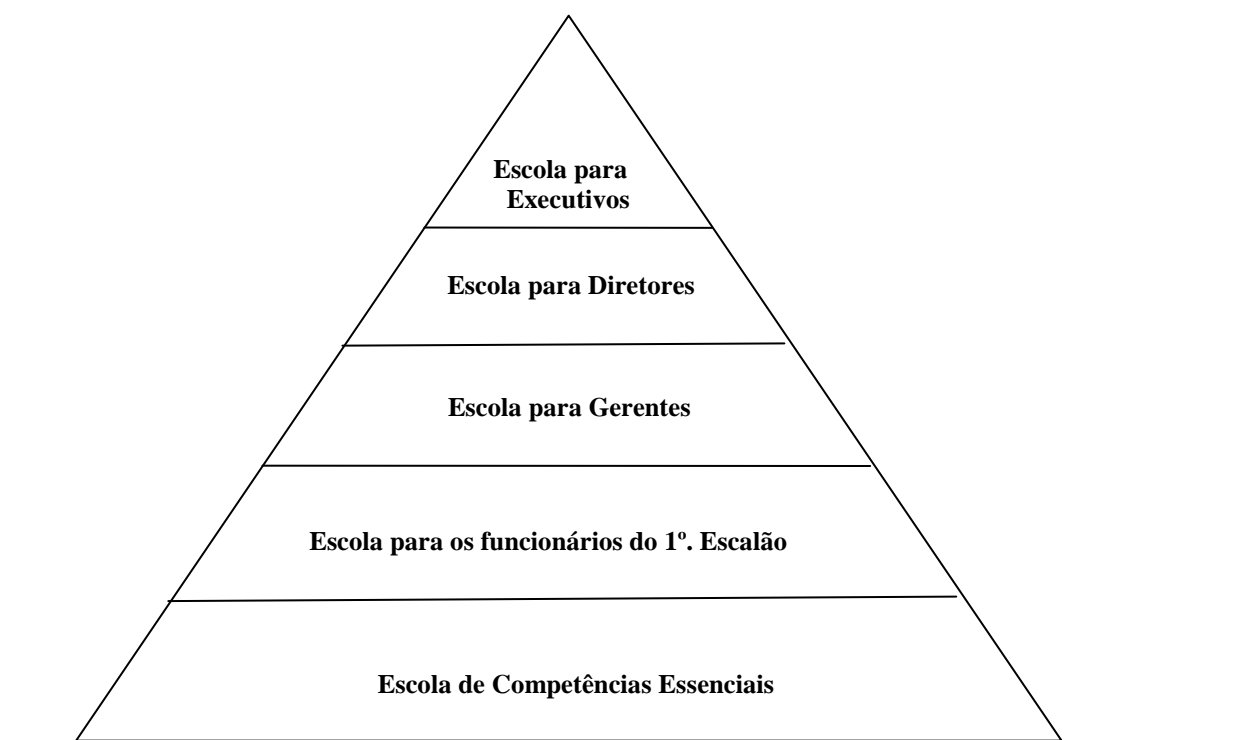 Escola para
Executivos
Escola para Diretores
Escola para Gerentes
Escola para os funcionários do 1º. Escalão
Escola de Competências Essenciais